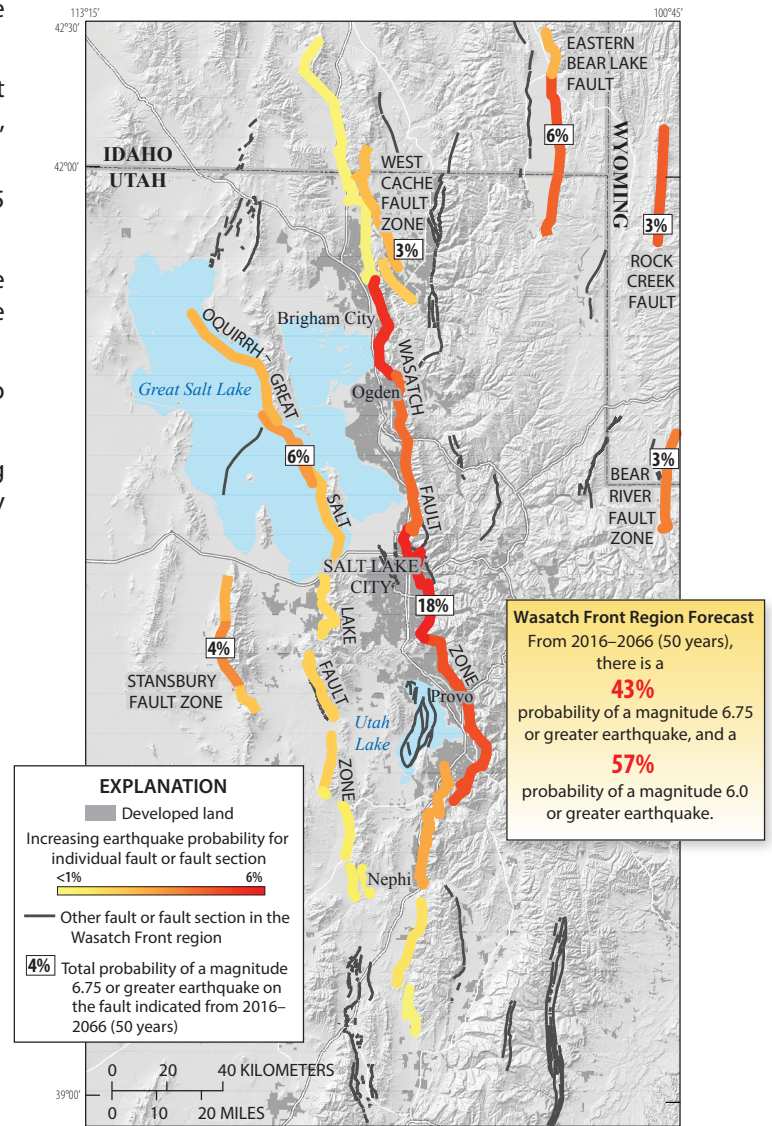 113°15'
100°45'
42°30'
EASTERN
BEAR LAKE
FAULT
6%
WYOMING
IDAHO
UTAH
42°00'
WEST
CACHE
FAULT
ZONE
3%
3%
ROCK
CREEK
FAULT
Brigham City
OQUIRRH – GREAT
WASATCH
Great Salt Lake
Ogden
6%
3%
BEAR
RIVER
FAULT
ZONE
SALT
FAULT
SALT LAKE
CITY
18%
LAKE
4%
STANSBURY
FAULT ZONE
FAULT
ZONE
Provo
Utah
Lake
ZONE
Nephi
Wasatch Front Region Forecast
From 2016–2066 (50 years),
there is a
43%
probability of a magnitude 6.75
or greater earthquake, and a
57%
probability of a magnitude 6.0
or greater earthquake.
EXPLANATION
Developed land
Increasing earthquake probability for
individual fault or fault section
<1% 6%
Other fault or fault section in the
Wasatch Front region
4% Total probability of a magnitude
6.75 or greater earthquake on
the fault indicated from 2016–
2066 (50 years)
0 20 40 KILOMETERS
0 10 20 MILES
39°00'